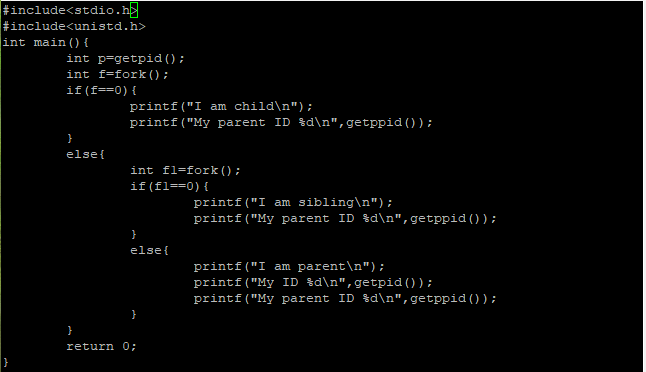 #include<stdio.h>
#include<unistd.h>
int main(){
        int p=getpid();
        int f=fork();
        if(f==0){
                printf("I am child\n");
                printf("My parent ID %d\n",getppid());
        }
        else{
                int f1=fork();
                if(f1==0){
                        printf("I am sibling\n");
                        printf("My parent ID %d\n",getppid());
                }
                else{
                        printf("I am parent\n");
                        printf("My ID %d\n",getpid());
                        printf("My parent ID %d\n",getppid());
                }
        }
        return 0;
}